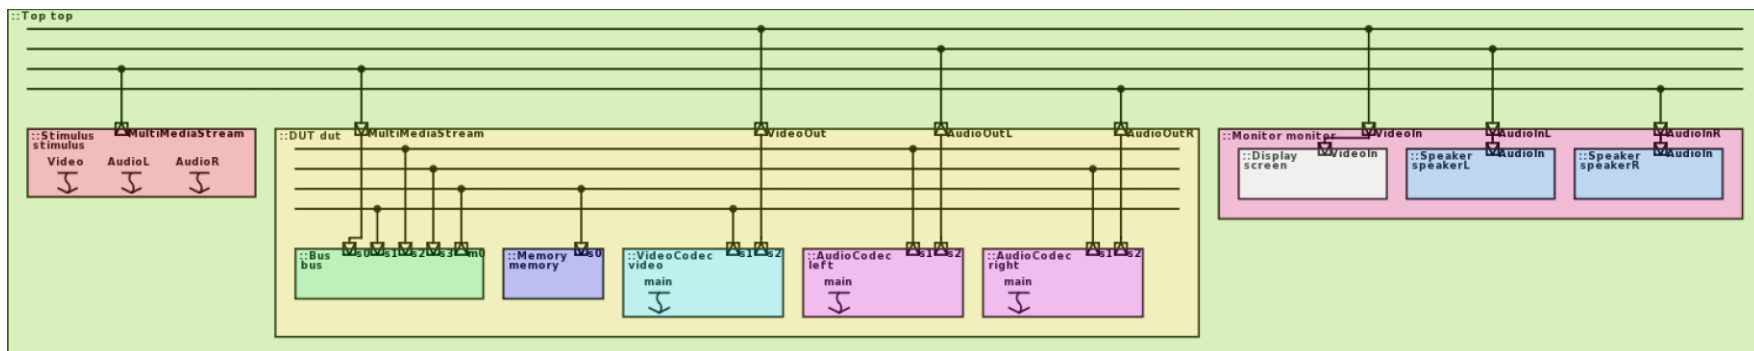 ::Top top
::Stimulus
stimulus
MultiMediaStream
Video AudioL AudioR
::DUT dut
MultiMediaStream
VideoOut
AudioOutL
AudioOutR
::Bus
bus
s0 s1 s2 s3 m0
::Memory
memory
s0
::VideoCodec
video
s1 s2
main
::AudioCodec
left
s1 s2
main
::AudioCodec
right
s1 s2
main
::Monitor monitor
VideoIn
AudioInL
AudioInR
::Display
screen
VideoIn
::Speaker
speakerL
AudioIn
::Speaker
speakerR
AudioIn